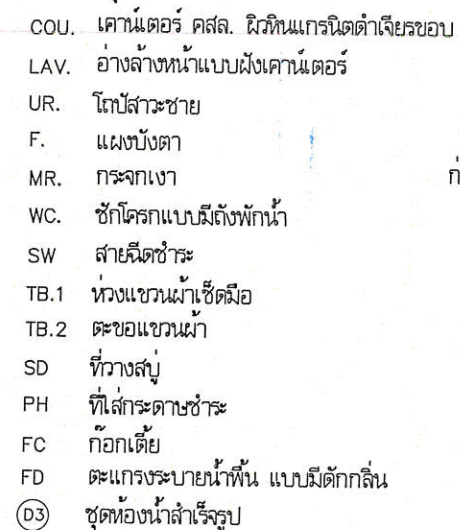 COU. เคาน์เตอร์ คสล. ผิวหินแกรนิตดำเจียรขอบ
LAV. อ่างล้างหน้าแบบฝังเคาน์เตอร์
UR. โถปัสาวะชาย
F. แผงบังตา
MR. กระจกเงา ก่
WC. ชักโครกแบบมีถังพักน้ำ
SW สายฉีดชำระ
TB.1 ห่วงแขวนผ้าเช็ดมือ
TB.2 ตะขอแขวนผ้า
SD ที่วางสบู่
PH ที่ใส่กระดาษชำระ
FC ก๊อกเตี้ย
FD ตะแกรงระบายน้ำพื้น แบบมีดักกลิ่น
D3 ชุดห้องน้ำสำเร็จรูป